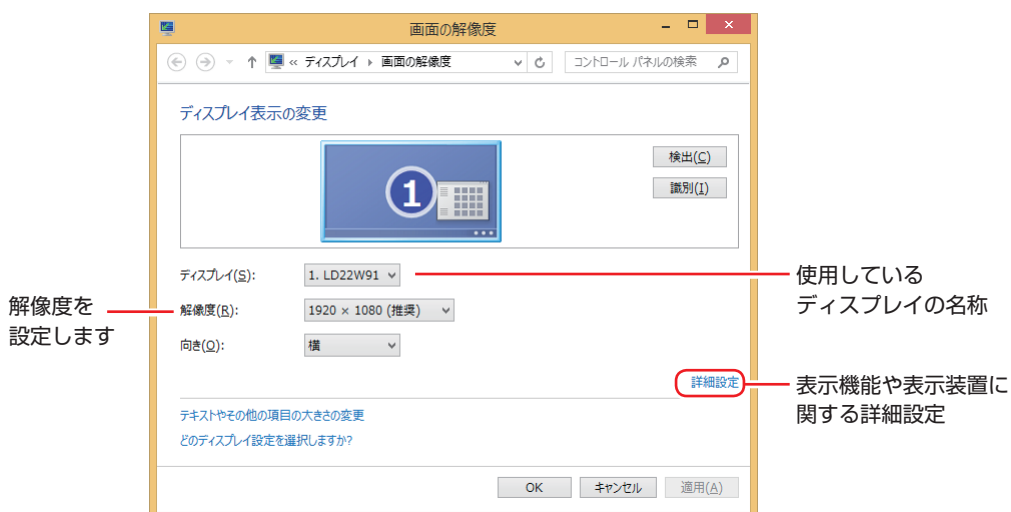 画面の解像度
« ディスプレイ ▸ 画面の解像度
コントロール パネルの検索
ディスプレイ表示の変更
1
検出(C)
識別(I)
ディスプレイ(S):
1. LD22W91
使用している
ディスプレイの名称
解像度を
設定します
解像度(R):
1920 × 1080 (推奨)
向き(O):
横
詳細設定
表示機能や表示装置に
関する詳細設定
テキストやその他の項目の大きさの変更
どのディスプレイ設定を選択しますか?
OK
キャンセル
適用(A)